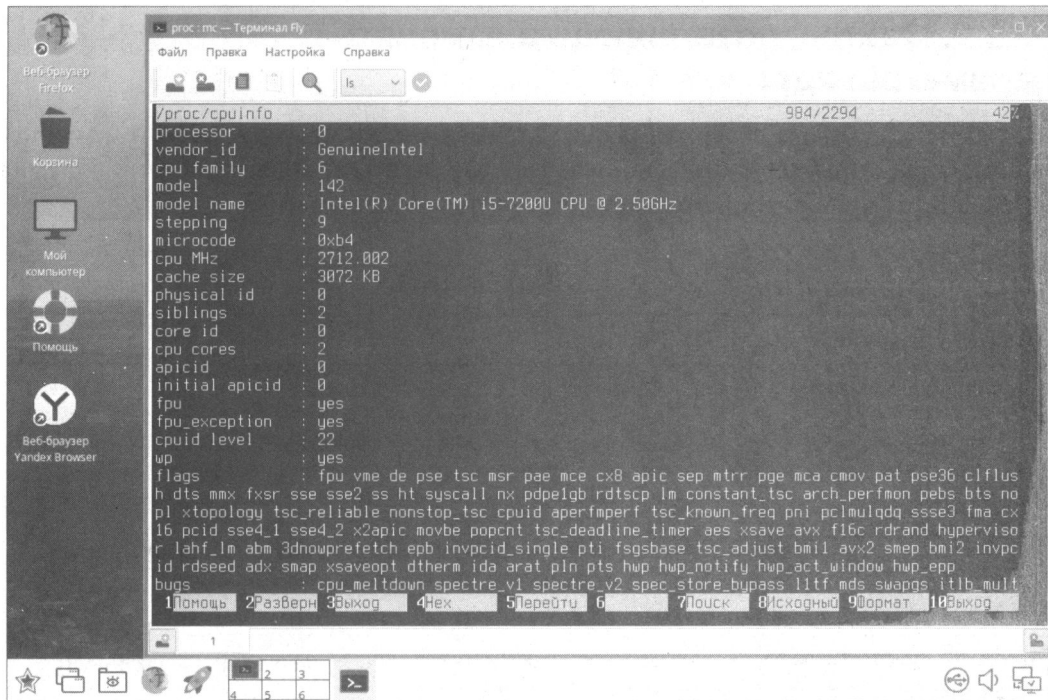 Веб-браузер
Firefox
Корзина
Мой
компьютер
Помощь
Веб-браузер
Yandex Browser
proc : mc — Терминал Fly
Файл Правка Настройка Справка
ls
/proc/cpuinfo 984/2294 42%
processor : 0
vendor_id : GenuineIntel
cpu family : 6
model : 142
model name : Intel(R) Core(TM) i5-7200U CPU @ 2.50GHz
stepping : 9
microcode : 0xb4
cpu MHz : 2712.002
cache size : 3072 KB
physical id : 0
siblings : 2
core id : 0
cpu cores : 2
apicid : 0
initial apicid : 0
fpu : yes
fpu_exception : yes
cpuid level : 22
wp : yes
flags : fpu vme de pse tsc msr pae mce cx8 apic sep mtrr pge mca cmov pat pse36 clflus
h dts mmx fxsr sse sse2 ss ht syscall nx pdpe1gb rdtscp lm constant_tsc arch_perfmon pebs bts no
pl xtopology tsc_reliable nonstop_tsc cpuid aperfmperf tsc_known_freq pni pclmulqdq ssse3 fma cx
16 pcid sse4_1 sse4_2 x2apic movbe popcnt tsc_deadline_timer aes xsave avx f16c rdrand hyperviso
r lahf_lm abm 3dnowprefetch epb invpcid_single pti fsgsbase tsc_adjust bmi1 avx2 smep bmi2 invpc
id rdseed adx smap xsaveopt dtherm ida arat pln pts hwp hwp_notify hwp_act_window hwp_epp
bugs : cpu_meltdown spectre_v1 spectre_v2 spec_store_bypass l1tf mds swapgs itlb_mult
1Помощь 2РазВерн 3Выход 4Hex 5Перейти 6 7Поиск 8Исходный 9Формат 10Выход
1
2 3
4 5 6